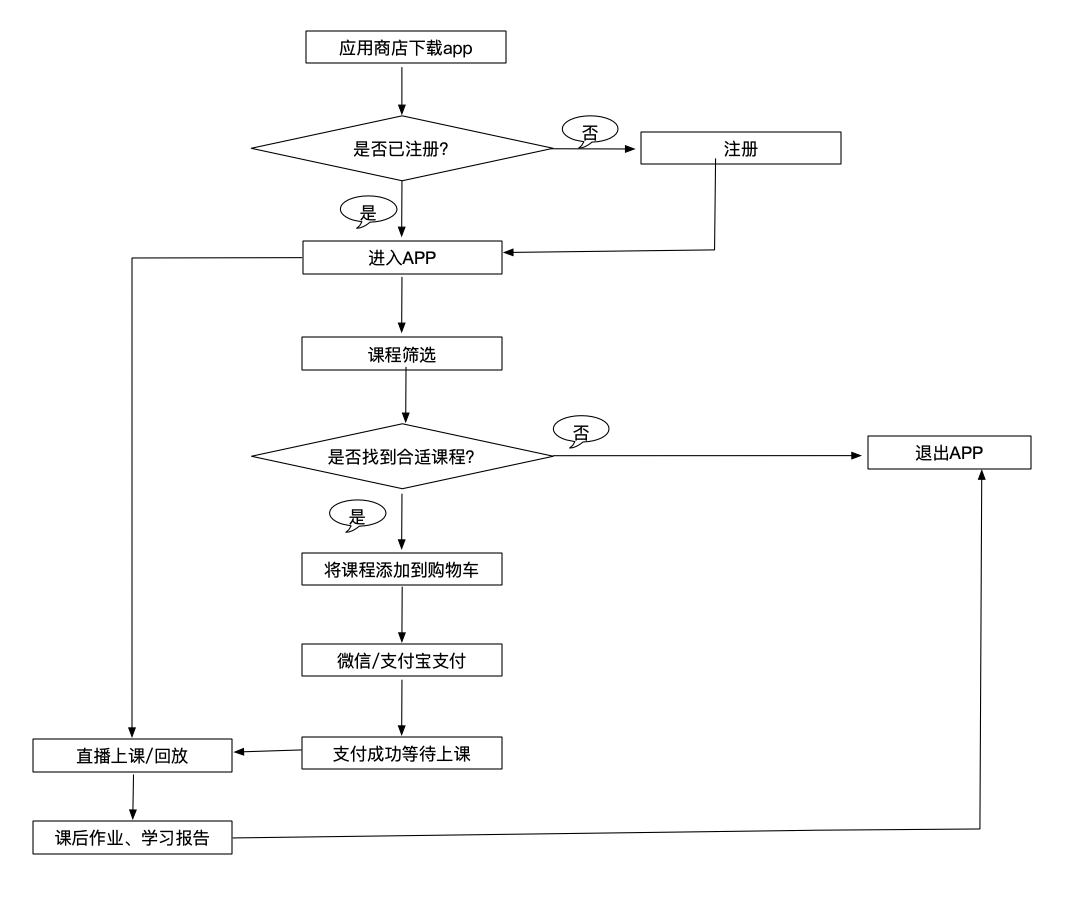 应用商店下载app
是否已注册?
否
注册
是
进入APP
课程筛选
是否找到合适课程?
否
退出APP
是
将课程添加到购物车
微信/支付宝支付
直播上课/回放
支付成功等待上课
课后作业、学习报告